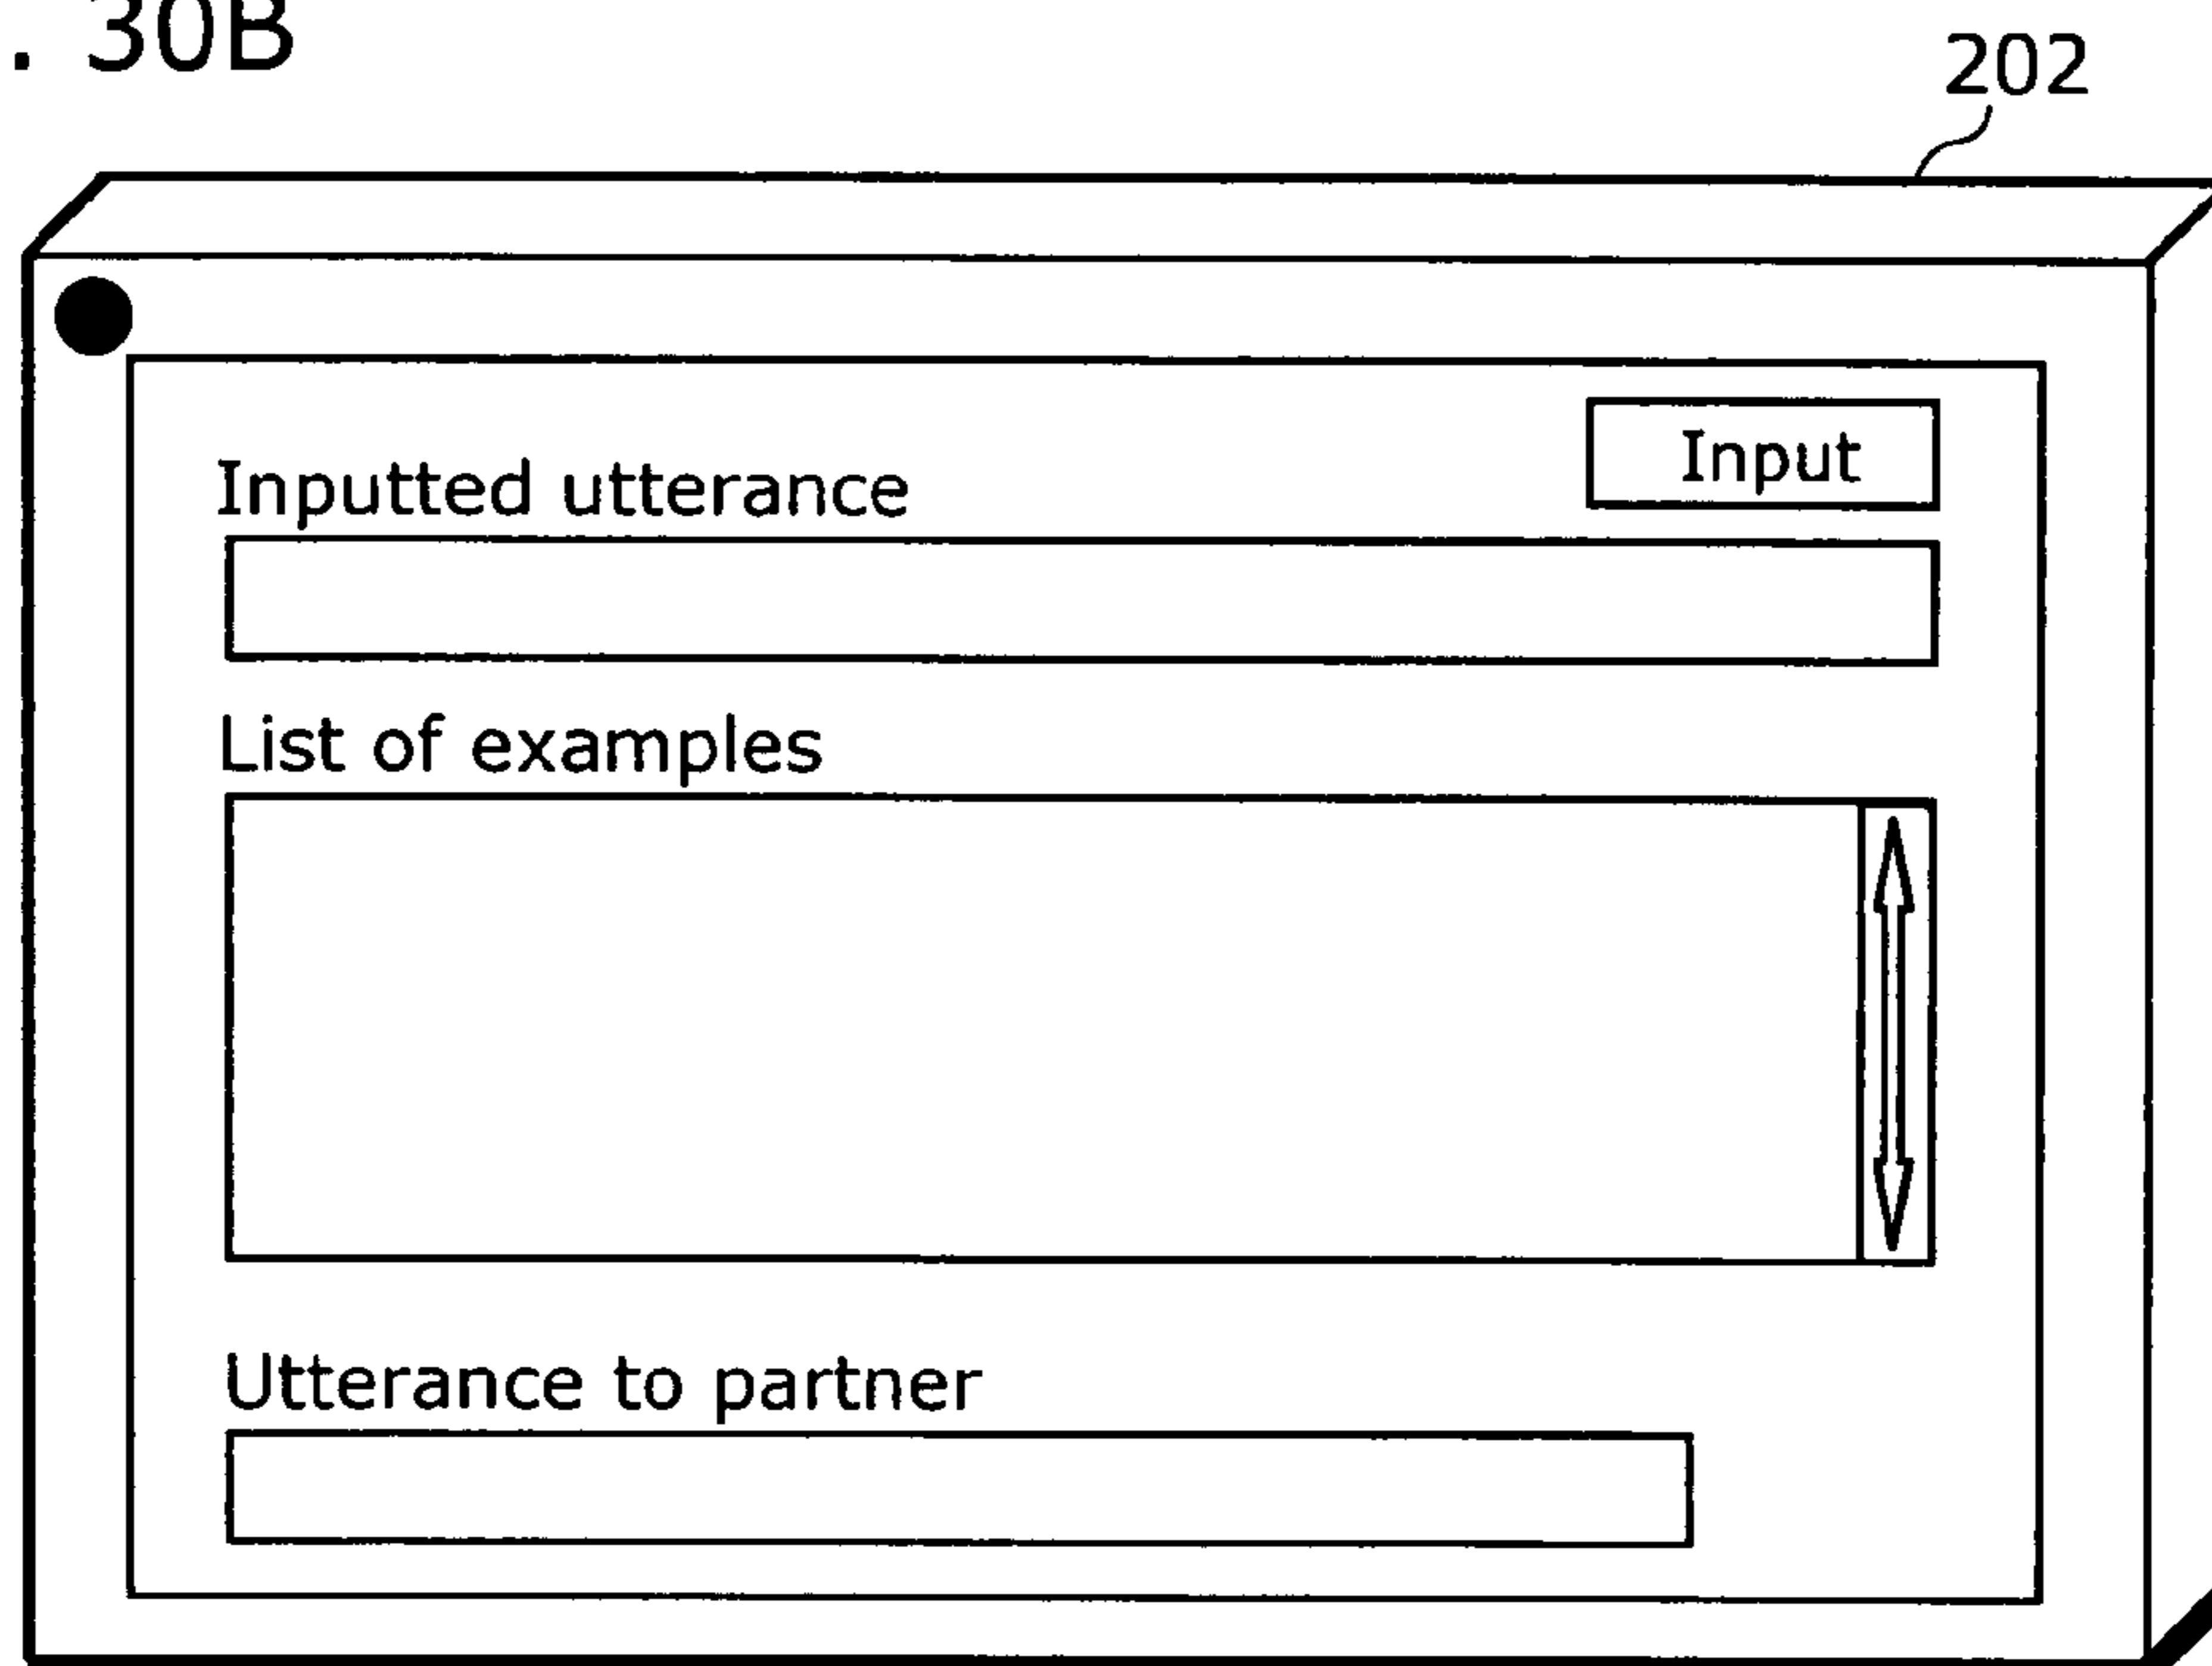 . 30B
202
Input
Inputted utterance
List of examples
Utterance to partner